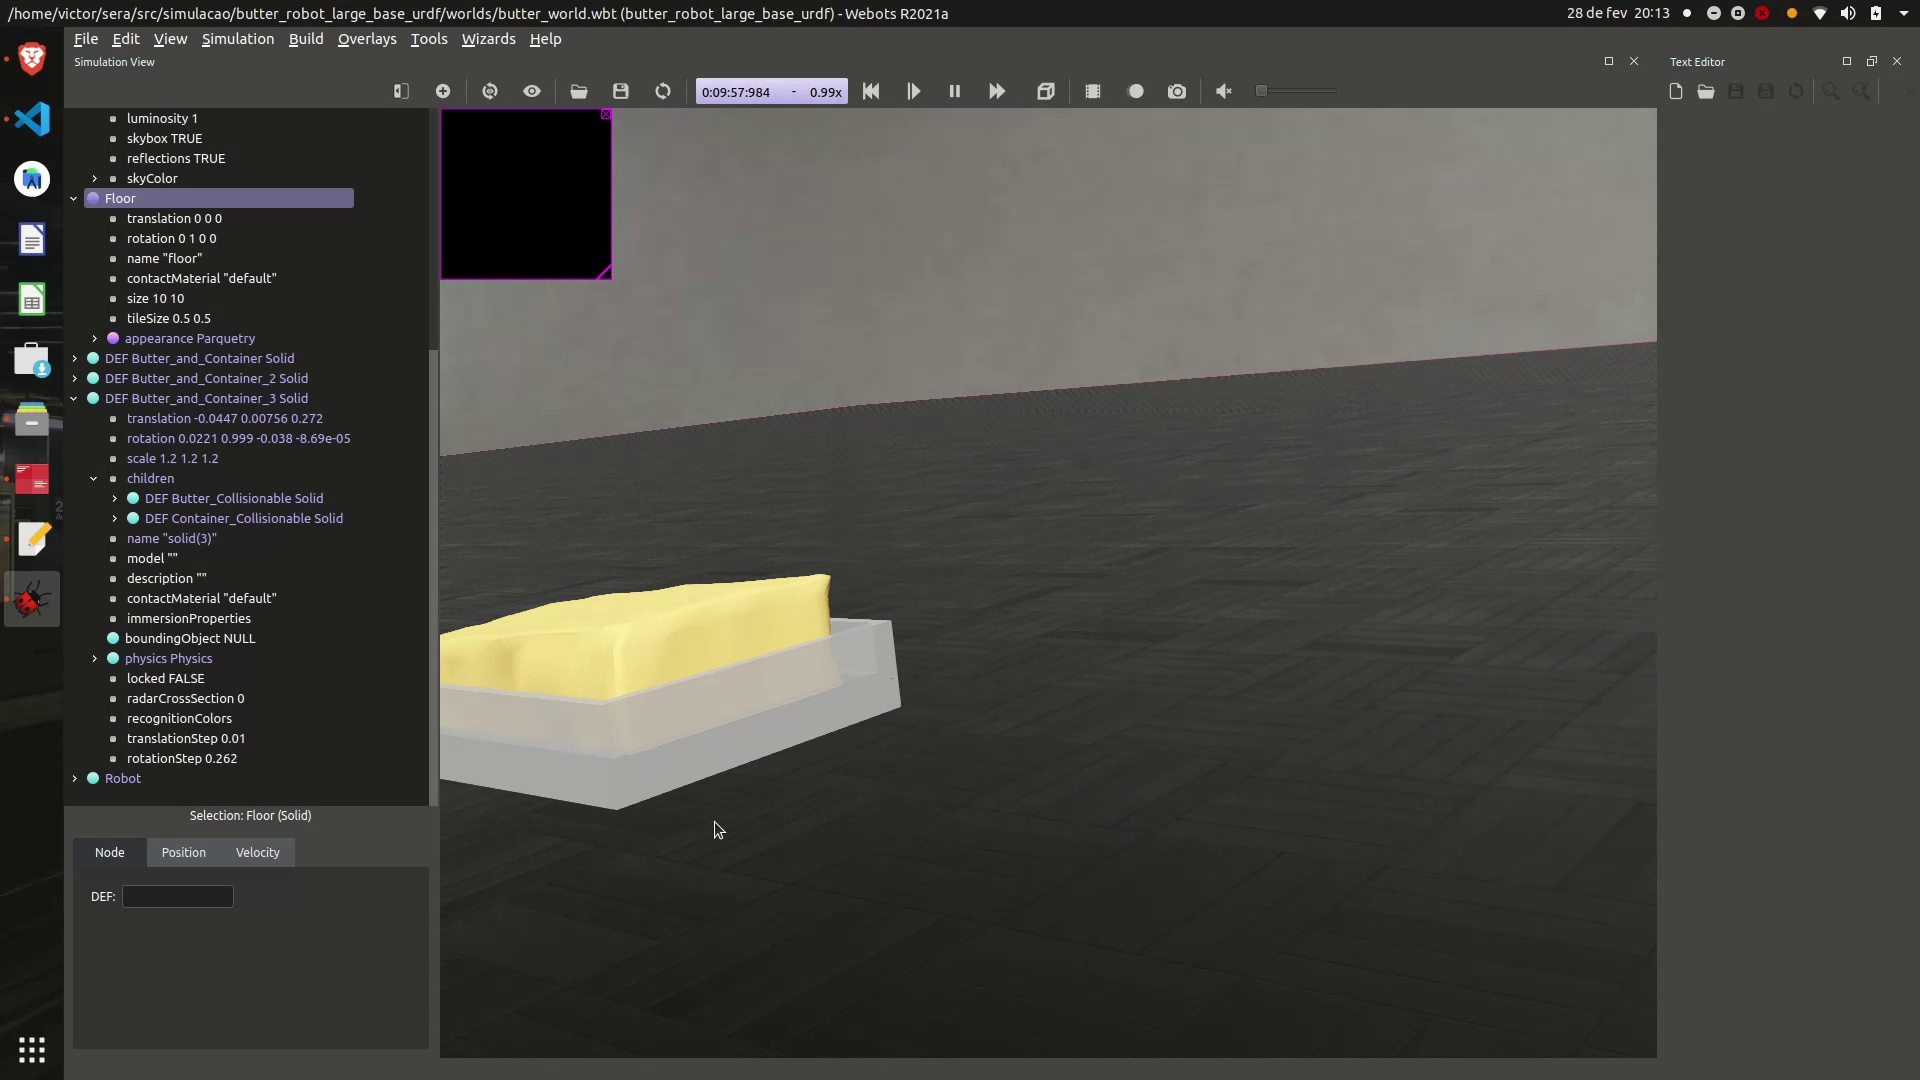 /home/victor/sera/src/simulacao/butter_robot_large_base_urdf/worlds/butter_world.wbt (butter_robot_large_base_urdf) - Webots R2021a
28 de fev 20:13
File Edit View Simulation Build Overlays Tools Wizards Help
Simulation View
Text Editor
0:09:57:984 - 0.99x
luminosity 1
skybox TRUE
reflections TRUE
skyColor
Floor
translation 0 0 0
rotation 0 1 0 0
name "floor"
contactMaterial "default"
size 10 10
tileSize 0.5 0.5
appearance Parquetry
DEF Butter_and_Container Solid
DEF Butter_and_Container_2 Solid
DEF Butter_and_Container_3 Solid
translation -0.0447 0.00756 0.272
rotation 0.0221 0.999 -0.038 -8.69e-05
scale 1.2 1.2 1.2
children
DEF Butter_Collisionable Solid
DEF Container_Collisionable Solid
name "solid(3)"
model ""
description ""
contactMaterial "default"
immersionProperties
boundingObject NULL
physics Physics
locked FALSE
radarCrossSection 0
recognitionColors
translationStep 0.01
rotationStep 0.262
Robot
Selection: Floor (Solid)
Node Position Velocity
DEF: